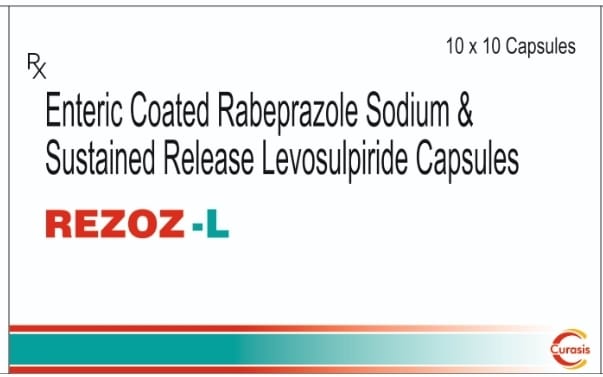 10 x 10 Capsules
Rx
Enteric Coated Rabeprazole Sodium &
Sustained Release Levosulpiride Capsules
REZOZ -L
Curasis